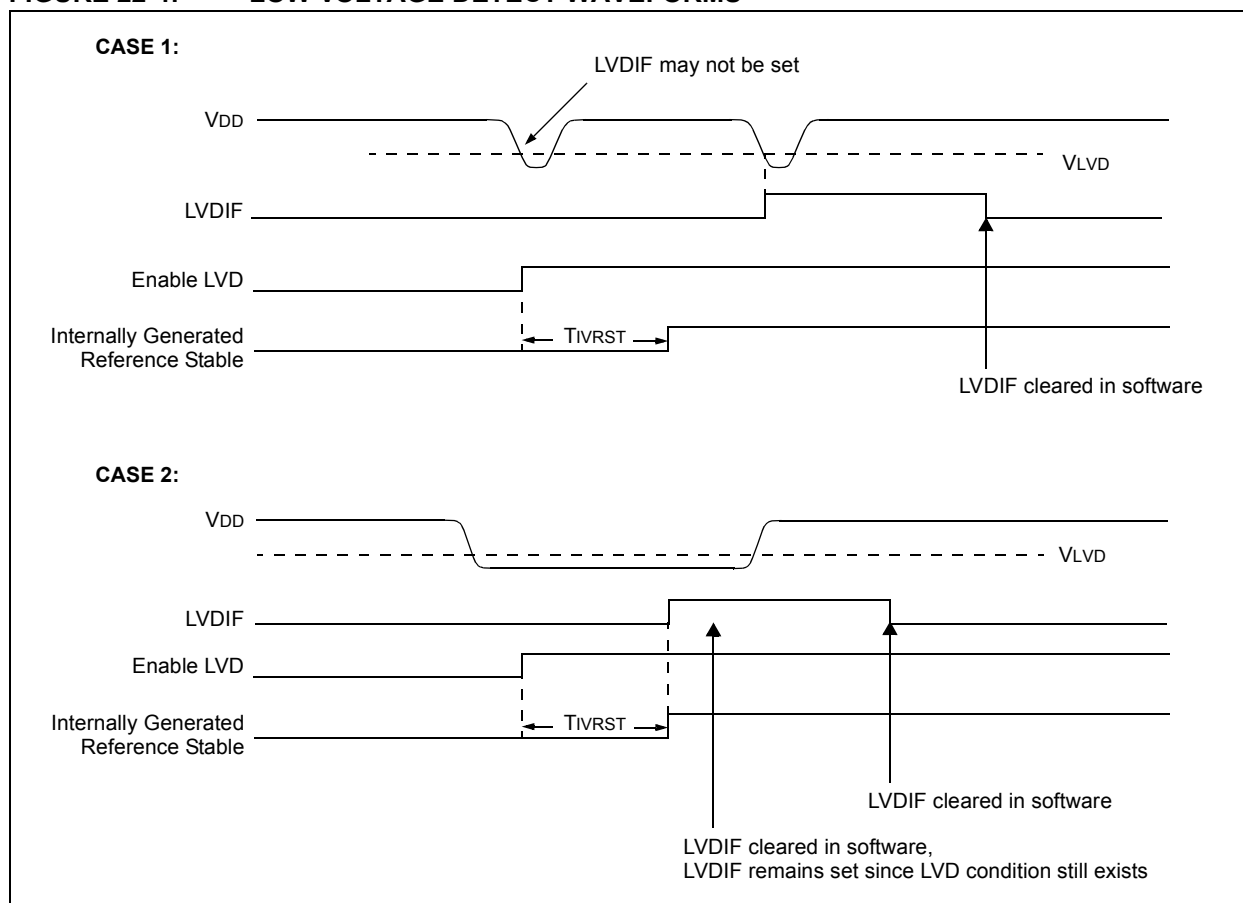 CASE 1:
LVDIF may not be set
VDD
VLVD
LVDIF
Enable LVD
Internally Generated
Reference Stable
TIVRST
LVDIF cleared in software
CASE 2:
VDD
VLVD
LVDIF
Enable LVD
Internally Generated
Reference Stable
TIVRST
LVDIF cleared in software
LVDIF cleared in software,
LVDIF remains set since LVD condition still exists